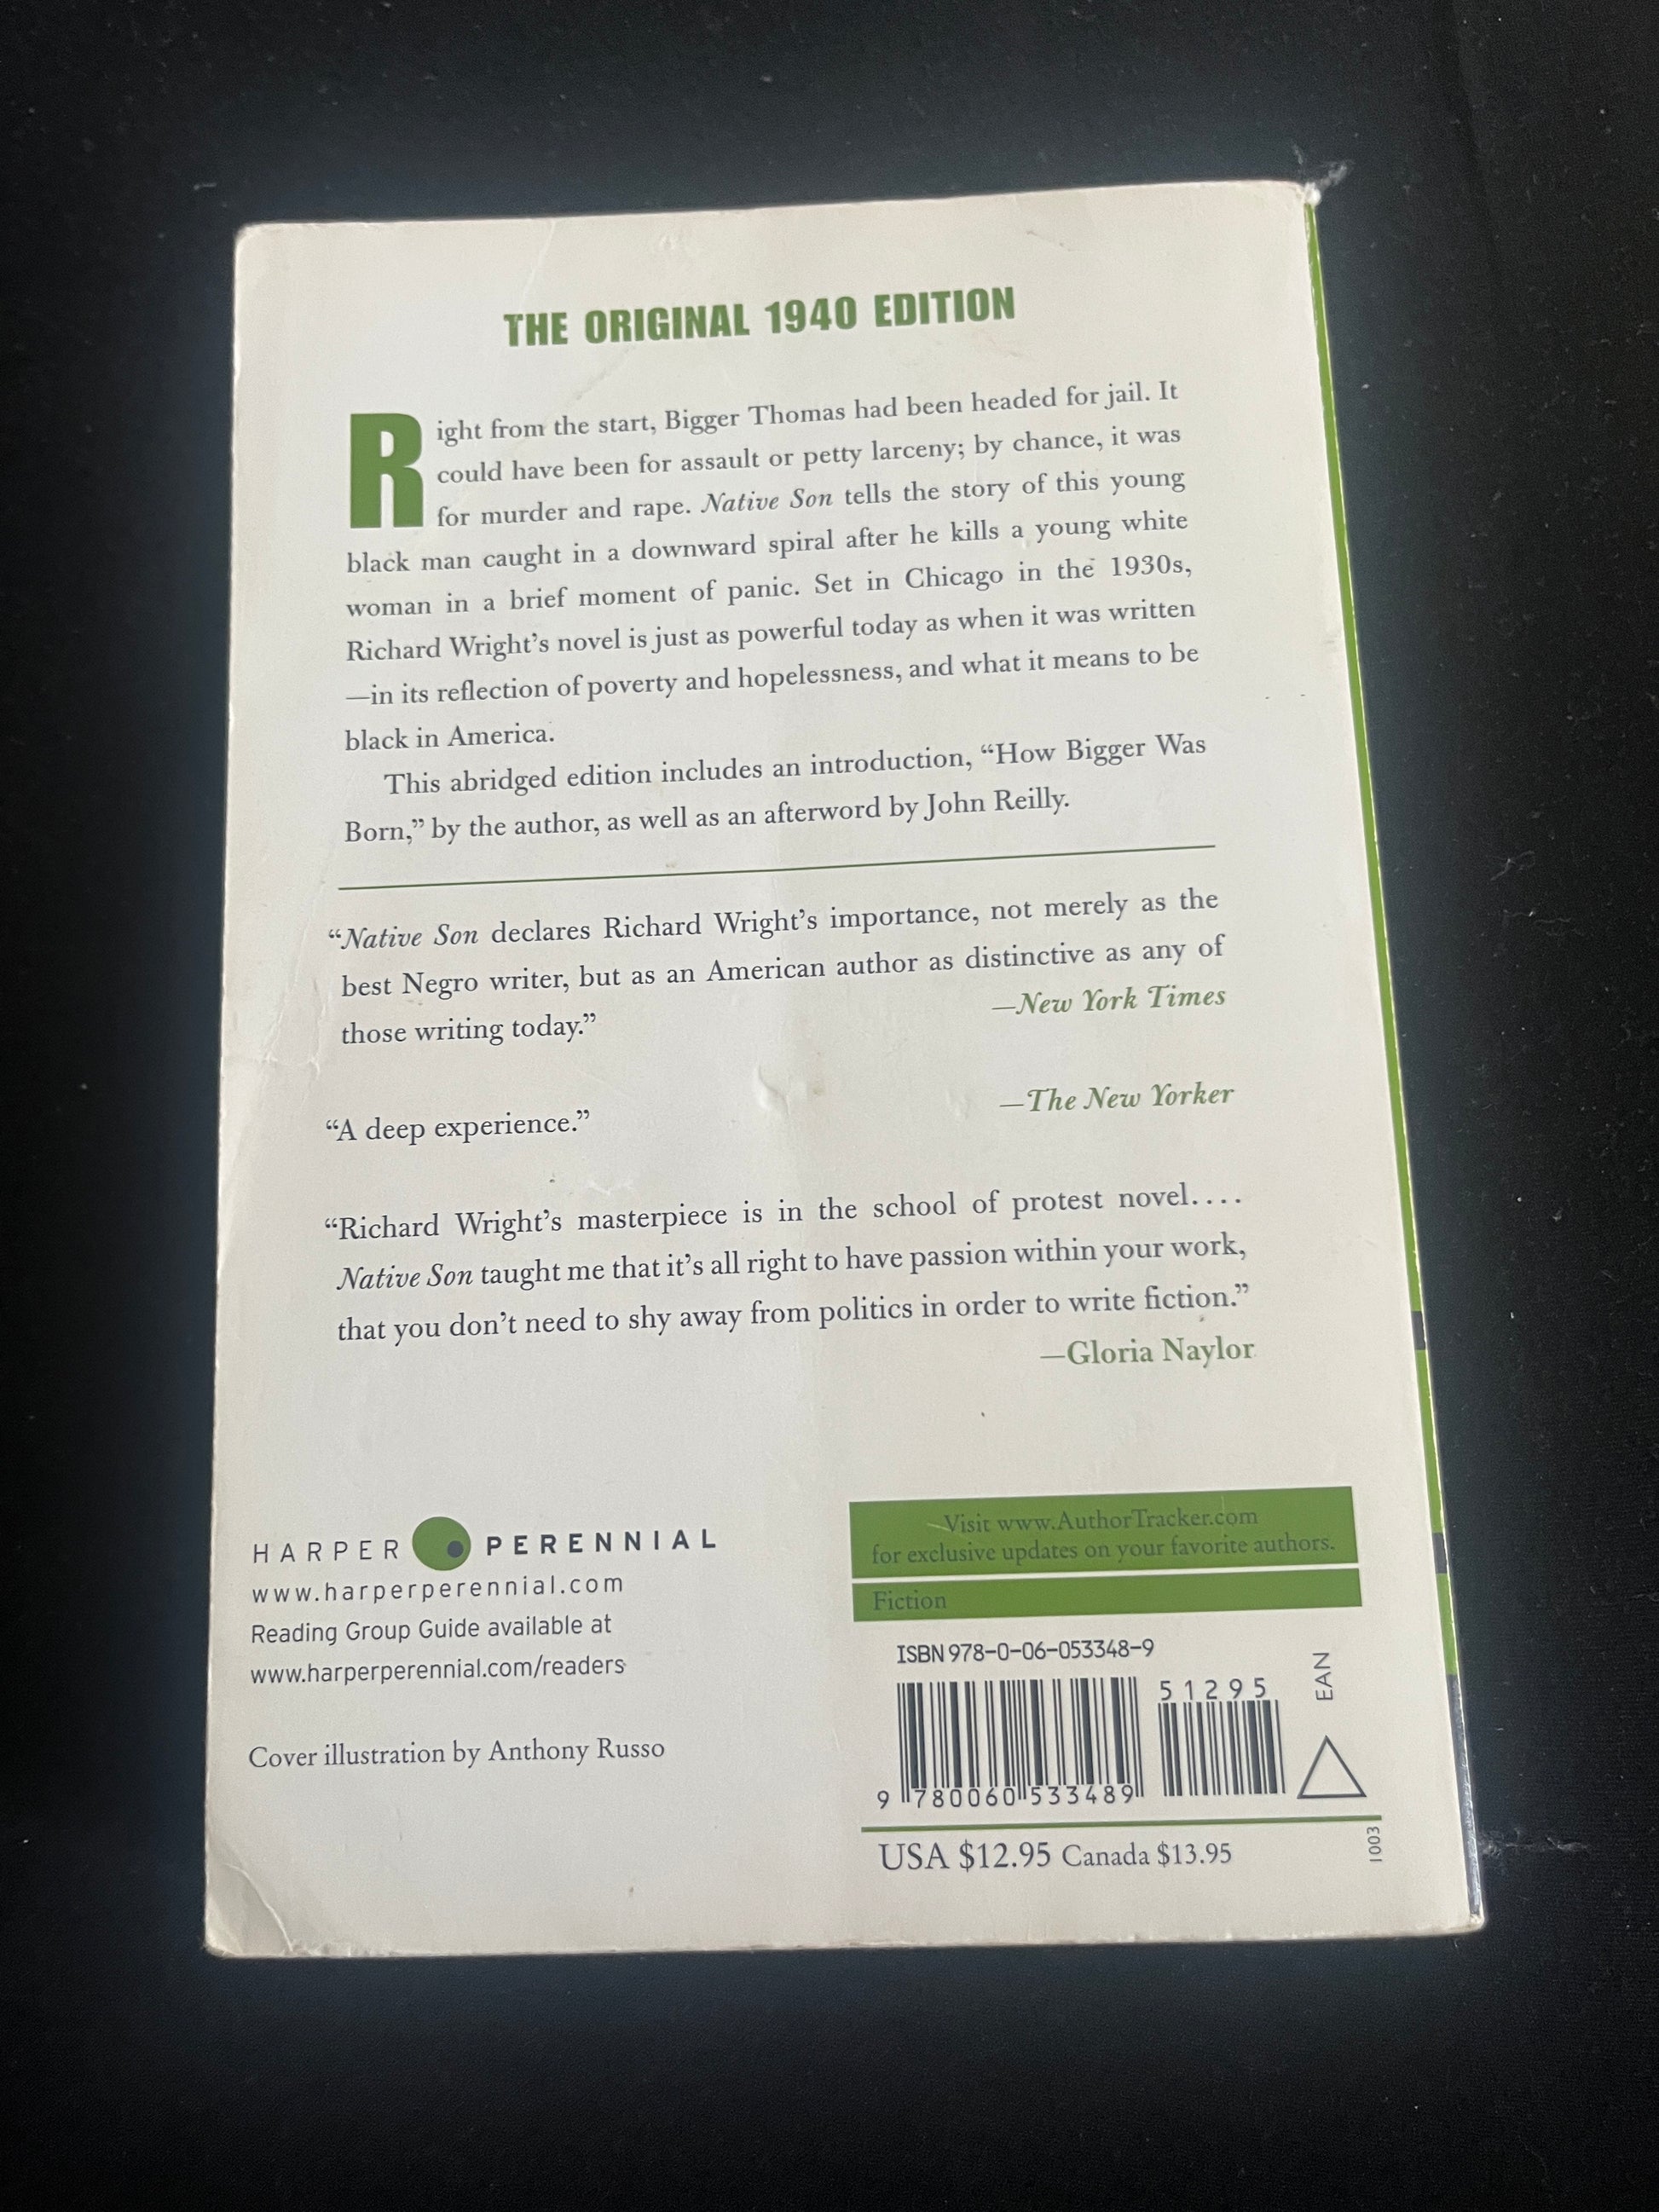 THE ORIGINAL 1940 EDITION
Right from the start, Bigger Thomas had been headed for jail. It
could have been for assault or petty larceny; by chance, it was
for murder and rape. Native Son tells the story of this young
black man caught in a downward spiral after he kills a young white
woman in a brief moment of panic. Set in Chicago in the 1930s,
Richard Wright's novel is just as powerful today as when it was written
—in its reflection of poverty and hopelessness, and what it means to be
black in America.
This abridged edition includes an introduction, “How Bigger Was
Born,” by the author, as well as an afterword by John Reilly.
“Native Son declares Richard Wright’s importance, not merely as the
best Negro writer, but as an American author as distinctive as any of
those writing today.” —New York Times
“A deep experience.” —The New Yorker
“Richard Wright’s masterpiece is in the school of protest novel....
Native Son taught me that it’s all right to have passion within your work,
that you don’t need to shy away from politics in order to write fiction.”
—Gloria Naylor
HARPER PERENNIAL
www.harperperennial.com
Reading Group Guide available at
www.harperperennial.com/readers
Cover illustration by Anthony Russo
Visit www.AuthorTracker.com
for exclusive updates on your favorite authors.
Fiction
ISBN 978-0-06-053348-9
51295
EAN
9 780060 533489
USA $12.95 Canada $13.95
1003